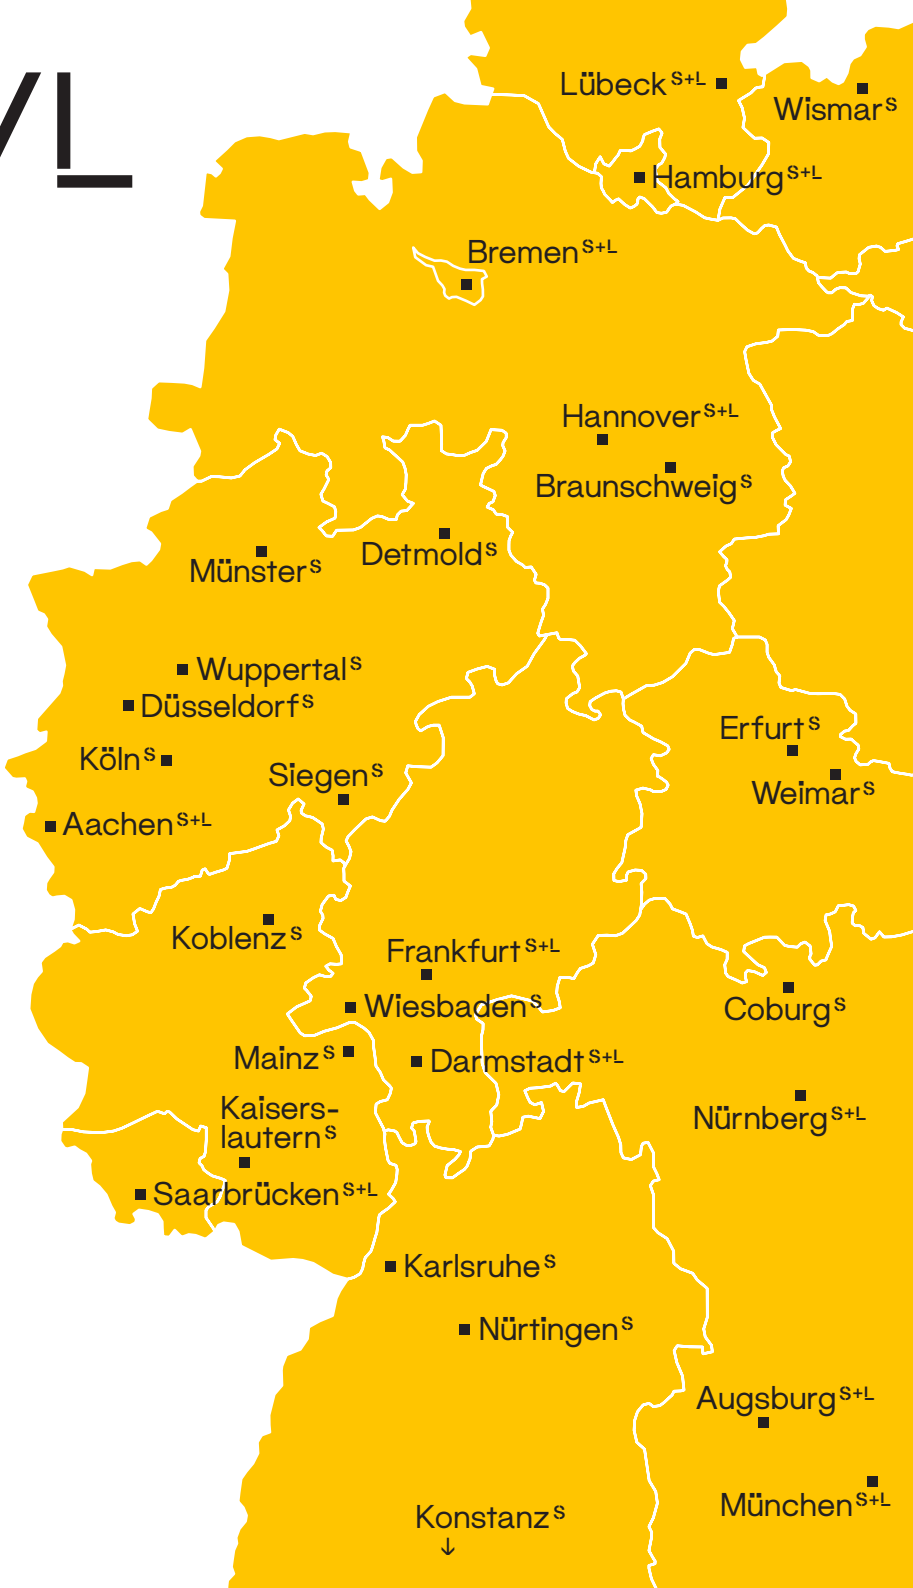 L
Lübeck S+L
Wismar S
Hamburg S+L
Bremen S+L
Hannover S+L
Braunschweig S
Münster S
Detmold S
Wuppertal S
Düsseldorf S
Erfurt S
Köln S
Siegen S
Weimar S
Aachen S+L
Koblenz S
Frankfurt S+L
Wiesbaden S
Coburg S
Mainz S
Darmstadt S+L
Kaisers-
lautern S
Nürnberg S+L
Saarbrücken S+L
Karlsruhe S
Nürtingen S
Augsburg S+L
München S+L
Konstanz S
↓